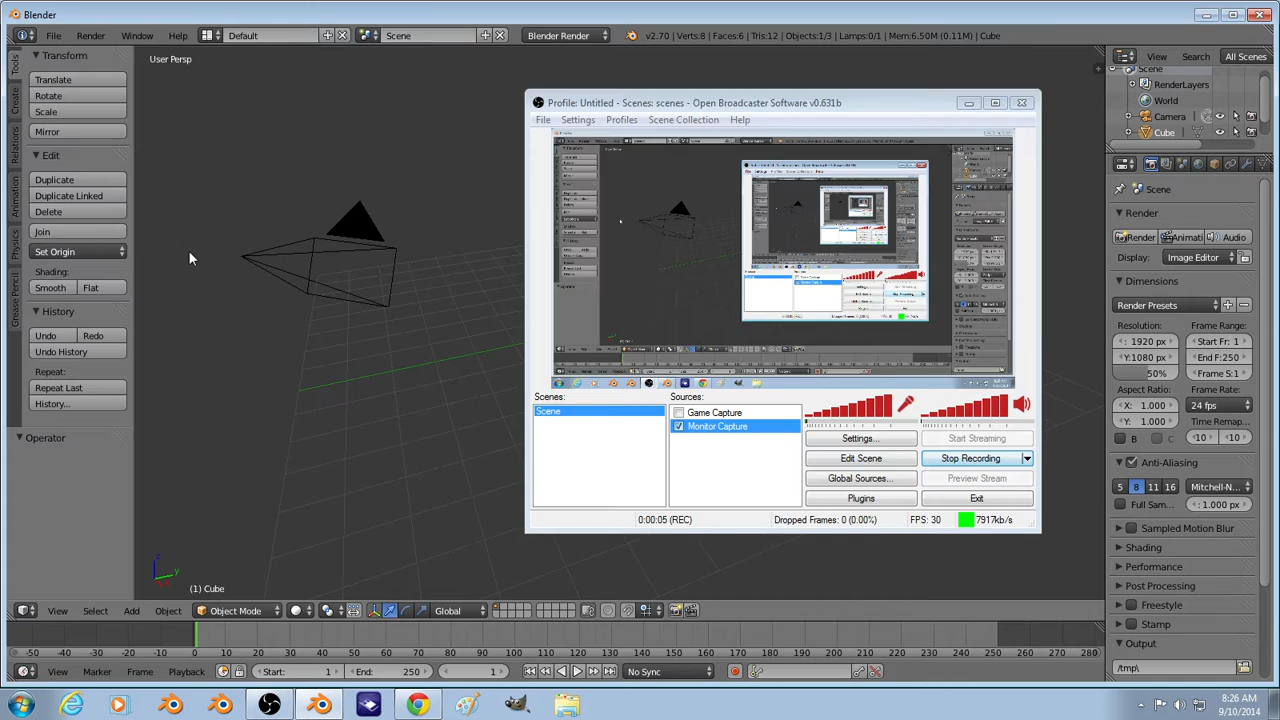 Blender
File Render Window Help Default Scene Blender Render v2.70 | Verts:8 | Faces:6 | Tris:12 | Objects:1/3 | Lamps:0/1 | Mem:6.50M (0.11M) | Cube
Tools
Create
Relations
Animation
Physics
Grease Pencil
Transform
Translate
Rotate
Scale
Mirror
Edit
Duplicate
Duplicate Linked
Delete
Join
Set Origin
Shading:
Smooth Flat
History
Undo Redo
Undo History
Repeat:
Repeat Last
History...
Operator
User Persp
(1) Cube
Profile: Untitled - Scenes: scenes - Open Broadcaster Software v0.631b
File Settings Profiles Scene Collection Help
Scenes:
Scene
Sources:
Game Capture
Monitor Capture
Settings... Start Streaming
Edit Scene Stop Recording
Global Sources... Preview Stream
Plugins Exit
0:00:05 (REC) Dropped Frames: 0 (0.00%) FPS: 30 7917kb/s
View Search All Scenes
Scene
RenderLayers
World
Camera
Cube
Scene
Render
Render Animati Audio
Display: Image Editor
Dimensions
Render Presets
Resolution: Frame Range:
: 1920 px Start Fr: 1
Y:1080 px End F:250
50% Frame S:1
Aspect Ratio: Frame Rate:
X: 1.000 24 fps
Y: 1.000 Time Remap...
B C 10 10
Anti-Aliasing
5 8 11 16 Mitchell-N...
Full Sam... : 1.000 px
Sampled Motion Blur
Shading
Performance
Post Processing
Freestyle
Stamp
Output
/tmp\
View Select Add Object Object Mode Global
-50 -40 -30 -20 -10 0 10 20 30 40 50 60 70 80 90 100 110 120 130 140 150 160 170 180 190 200 210 220 230 240 250 260 270 280
View Marker Frame Playback Start: 1 End: 250 1 No Sync
8:26 AM
9/10/2014